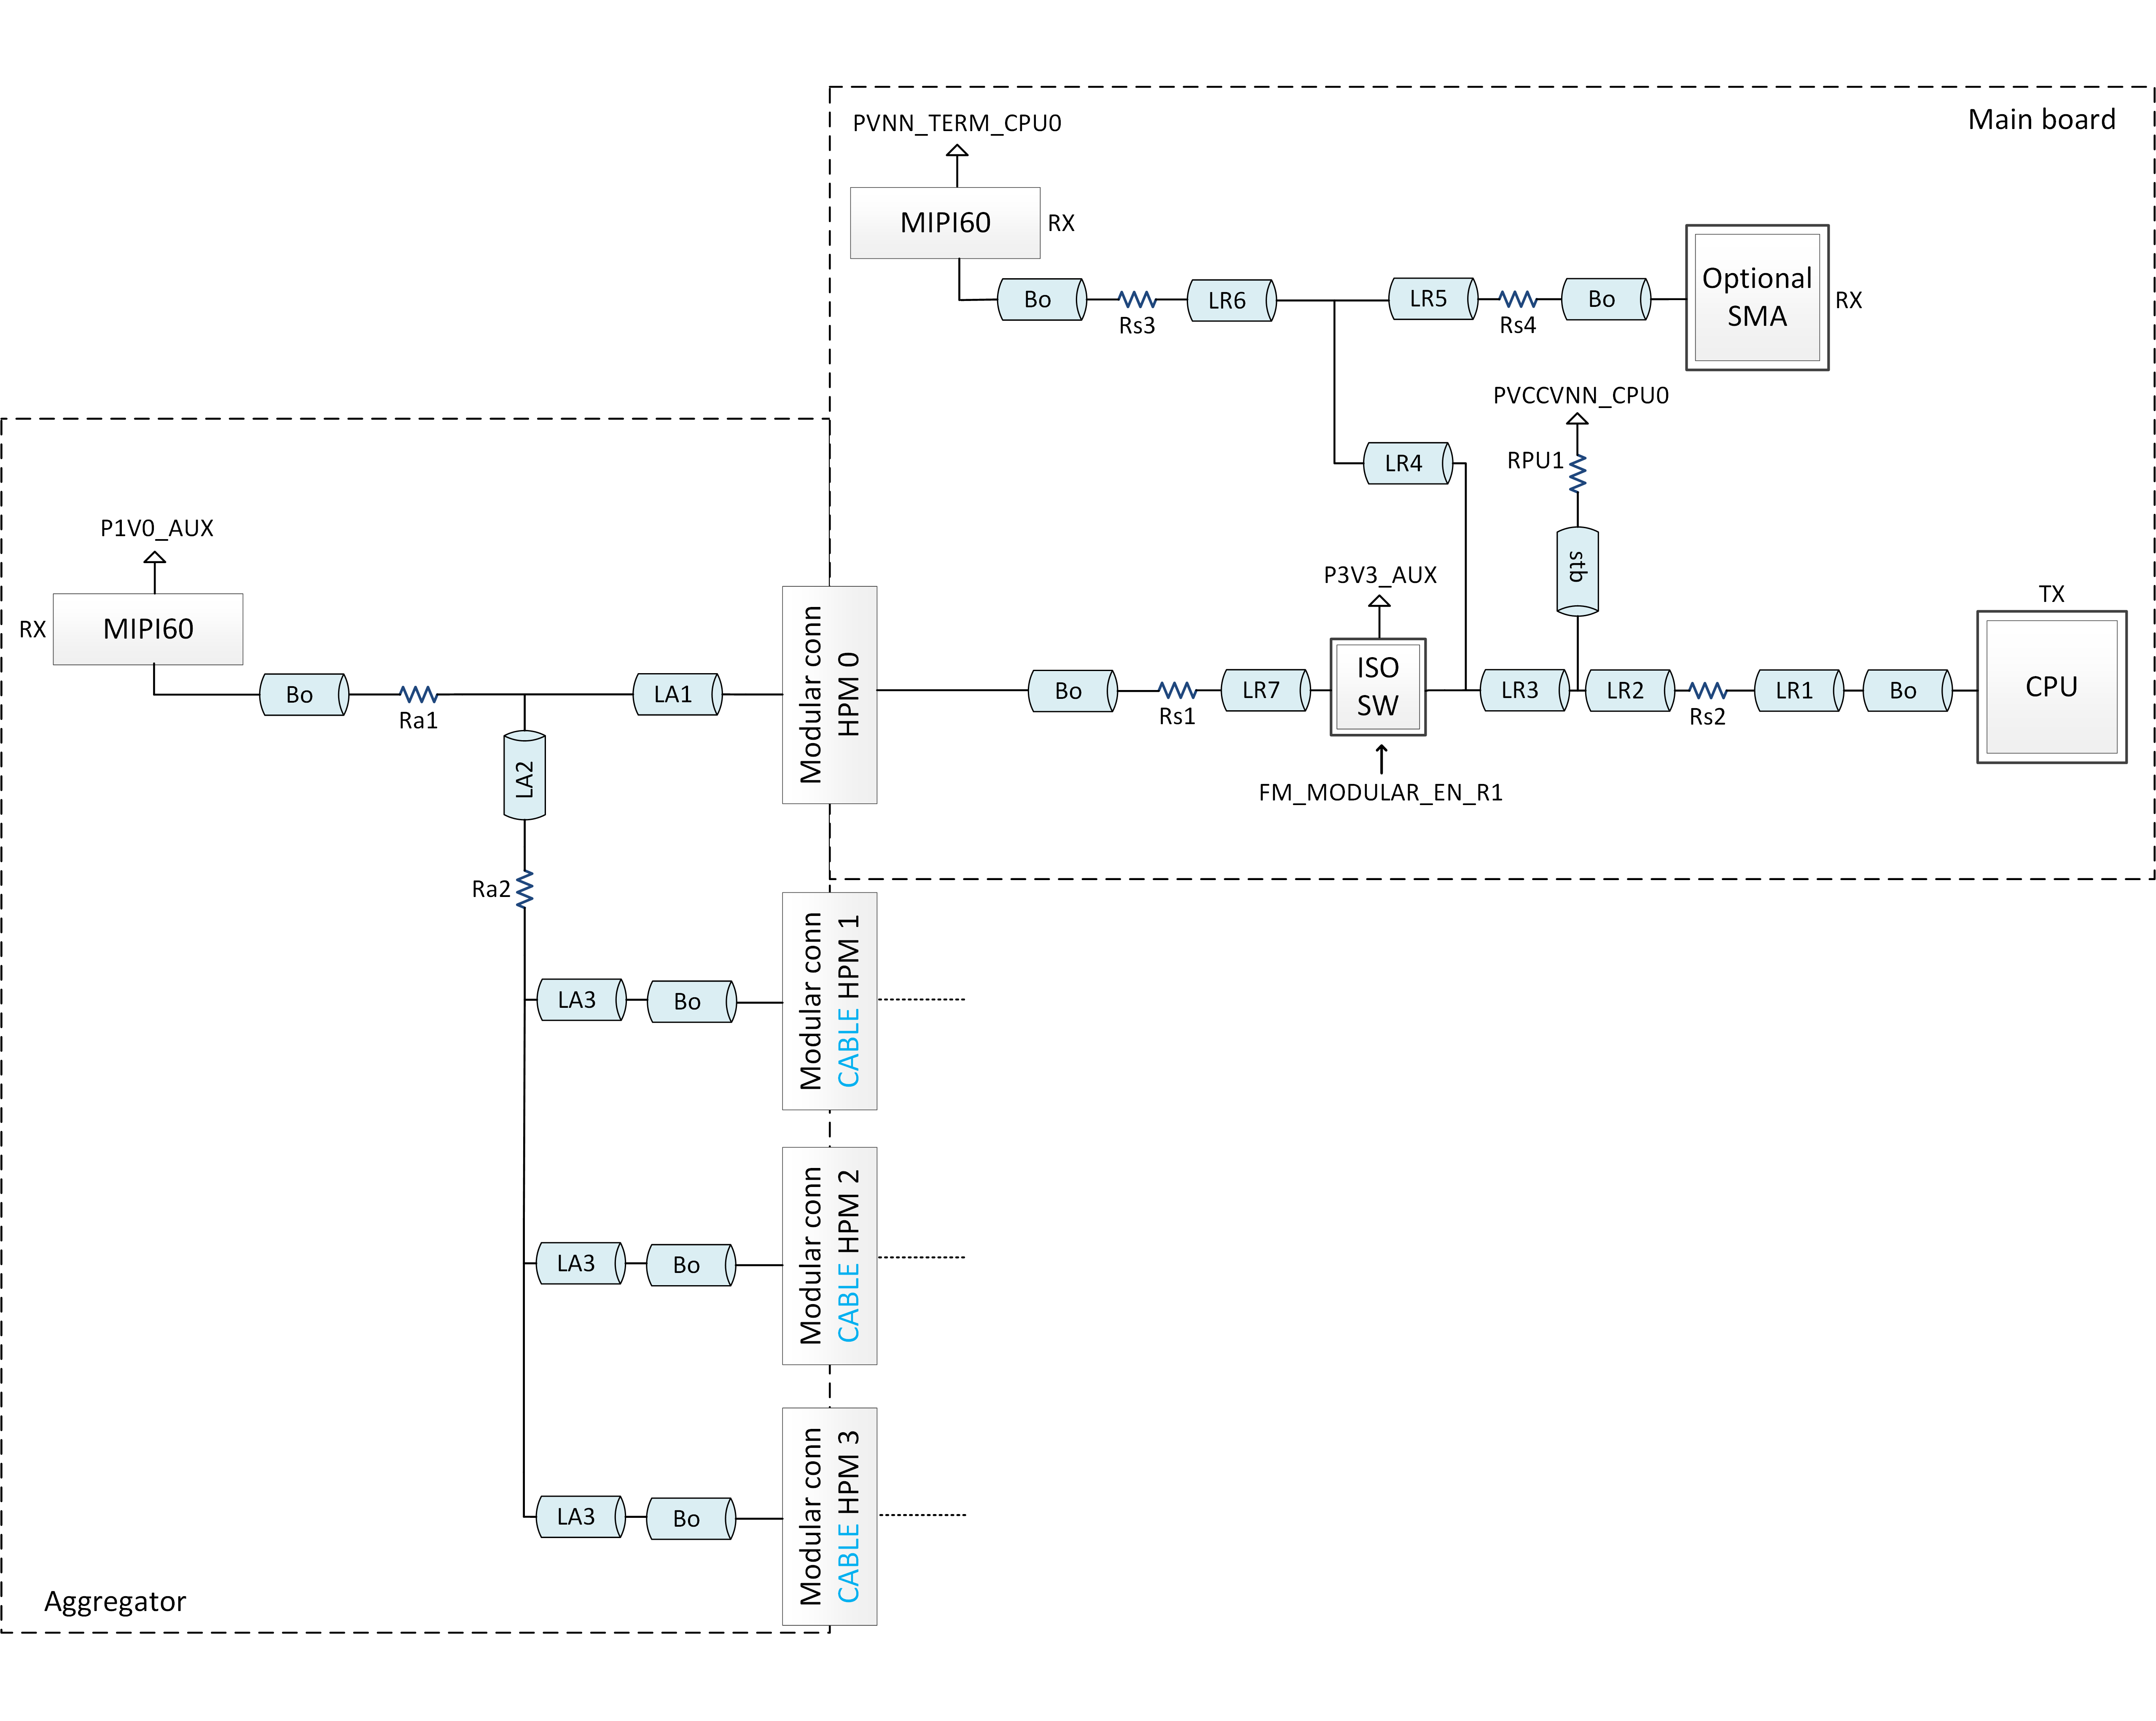 Main board
PVNN_TERM_CPU0
MIPI60
RX
Bo
Rs3
LR6
LR5
Rs4
Bo
Optional
SMA
RX
PVCCVNN_CPU0
RPU1
LR4
stb
P3V3_AUX
TX
CPU
ISO
SW
Bo
Rs1
LR7
LR3
LR2
Rs2
LR1
Bo
FM_MODULAR_EN_R1
P1V0_AUX
RX
MIPI60
Bo
Ra1
LA1
Modular conn
HPM 0
LA2
Ra2
LA3
Bo
Modular conn
CABLE HPM 1
LA3
Bo
Modular conn
CABLE HPM 2
LA3
Bo
Modular conn
CABLE HPM 3
Aggregator